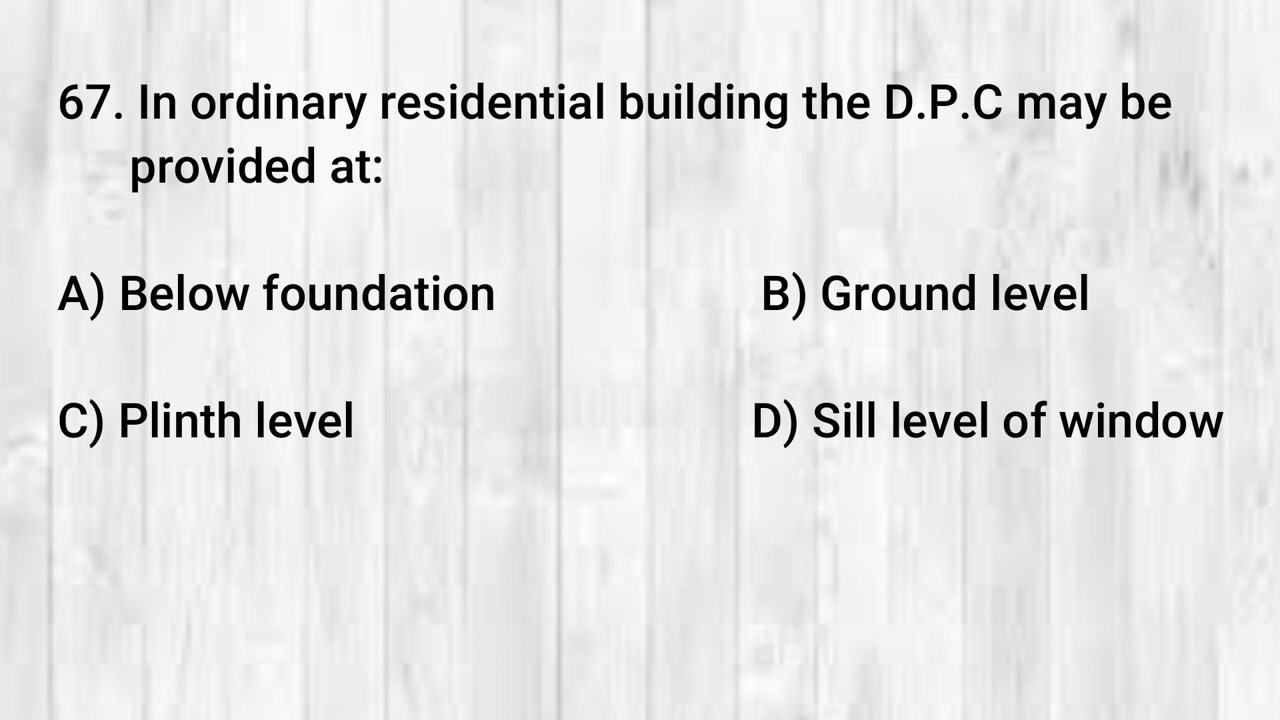 67. In ordinary residential building the D.P.C may be
provided at:
A) Below foundation B) Ground level
C) Plinth level D) Sill level of window